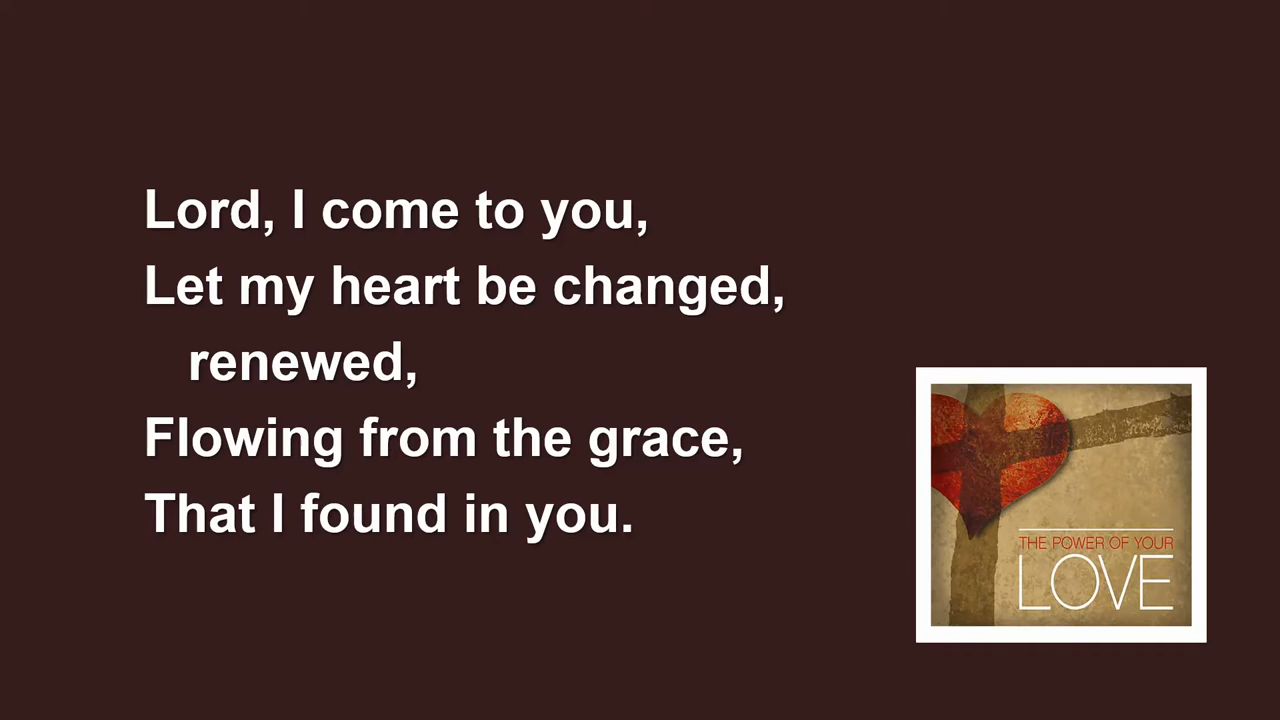 Lord, I come to you,
Let my heart be changed,
renewed,
Flowing from the grace,
That I found in you.
THE POWER OF YOUR
LOVE